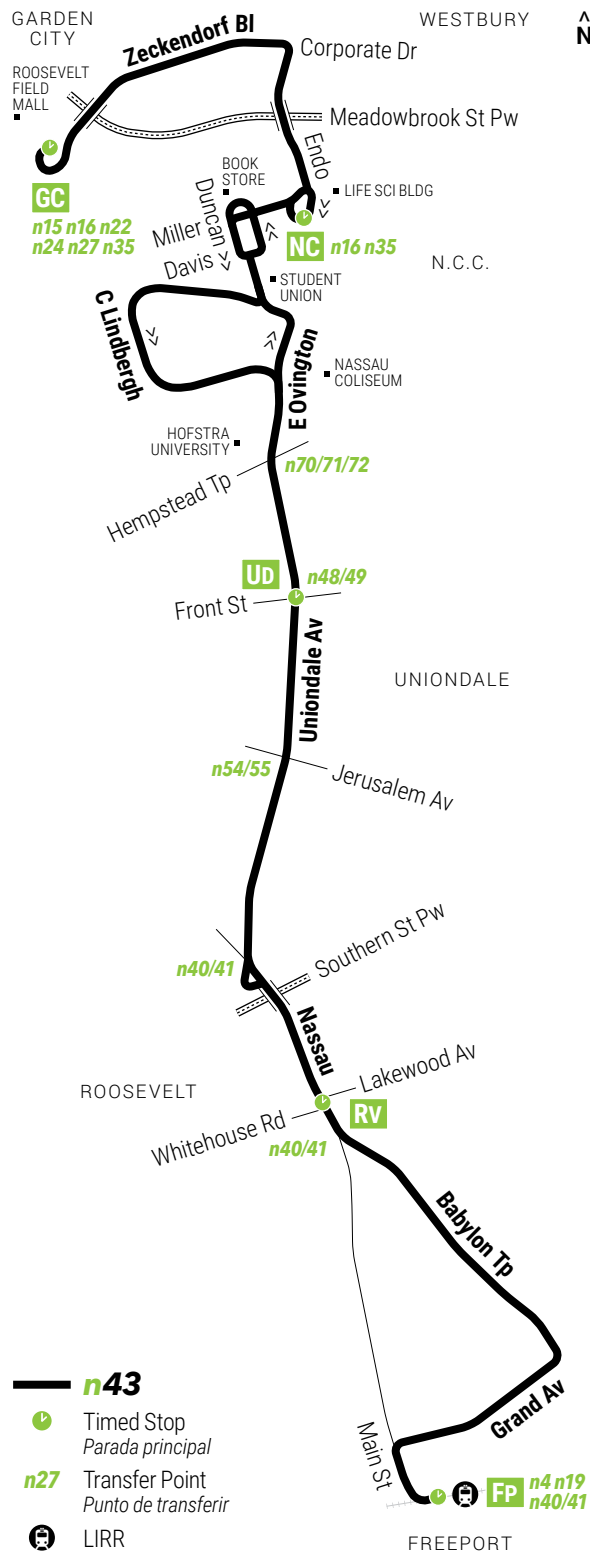 GARDEN
CITY
WESTBURY
N
Zeckendorf Bl
Corporate Dr
ROOSEVELT
FIELD
MALL
Meadowbrook St Pw
Endo
BOOK
STORE
LIFE SCI BLDG
GC
n15 n16 n22
n24 n27 n35
Duncan
Miller
NC n16 n35
Davis
N.C.C.
STUDENT
UNION
C Lindbergh
E Ovington
NASSAU
COLISEUM
HOFSTRA
UNIVERSITY
n70/71/72
Hempstead Tp
UD n48/49
Front St
Uniondale Av
UNIONDALE
n54/55
Jerusalem Av
n40/41
Southern St Pw
Nassau
ROOSEVELT
Lakewood Av
Whitehouse Rd
RV
n40/41
Babylon Tp
Grand Av
Main St
n43
Timed Stop
Parada principal
n27 Transfer Point
Punto de transferir
LIRR
FP n4 n19
n40/41
FREEPORT